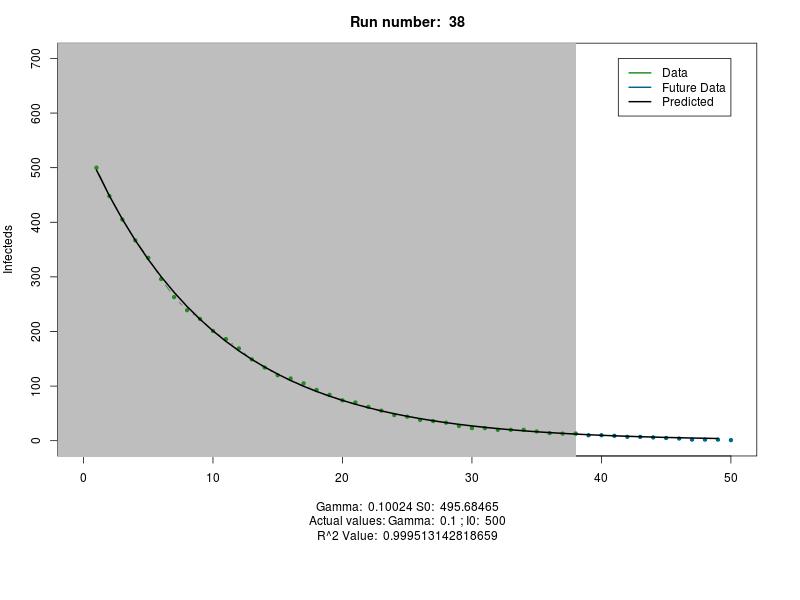 Run number: 38
700
600
500
400
300
200
100
0
Infecteds
Data
Future Data
Predicted
0 10 20 30 40 50
Gamma: 0.10024 S0: 495.68465
Actual values: Gamma: 0.1 ; I0: 500
R^2 Value: 0.999513142818659